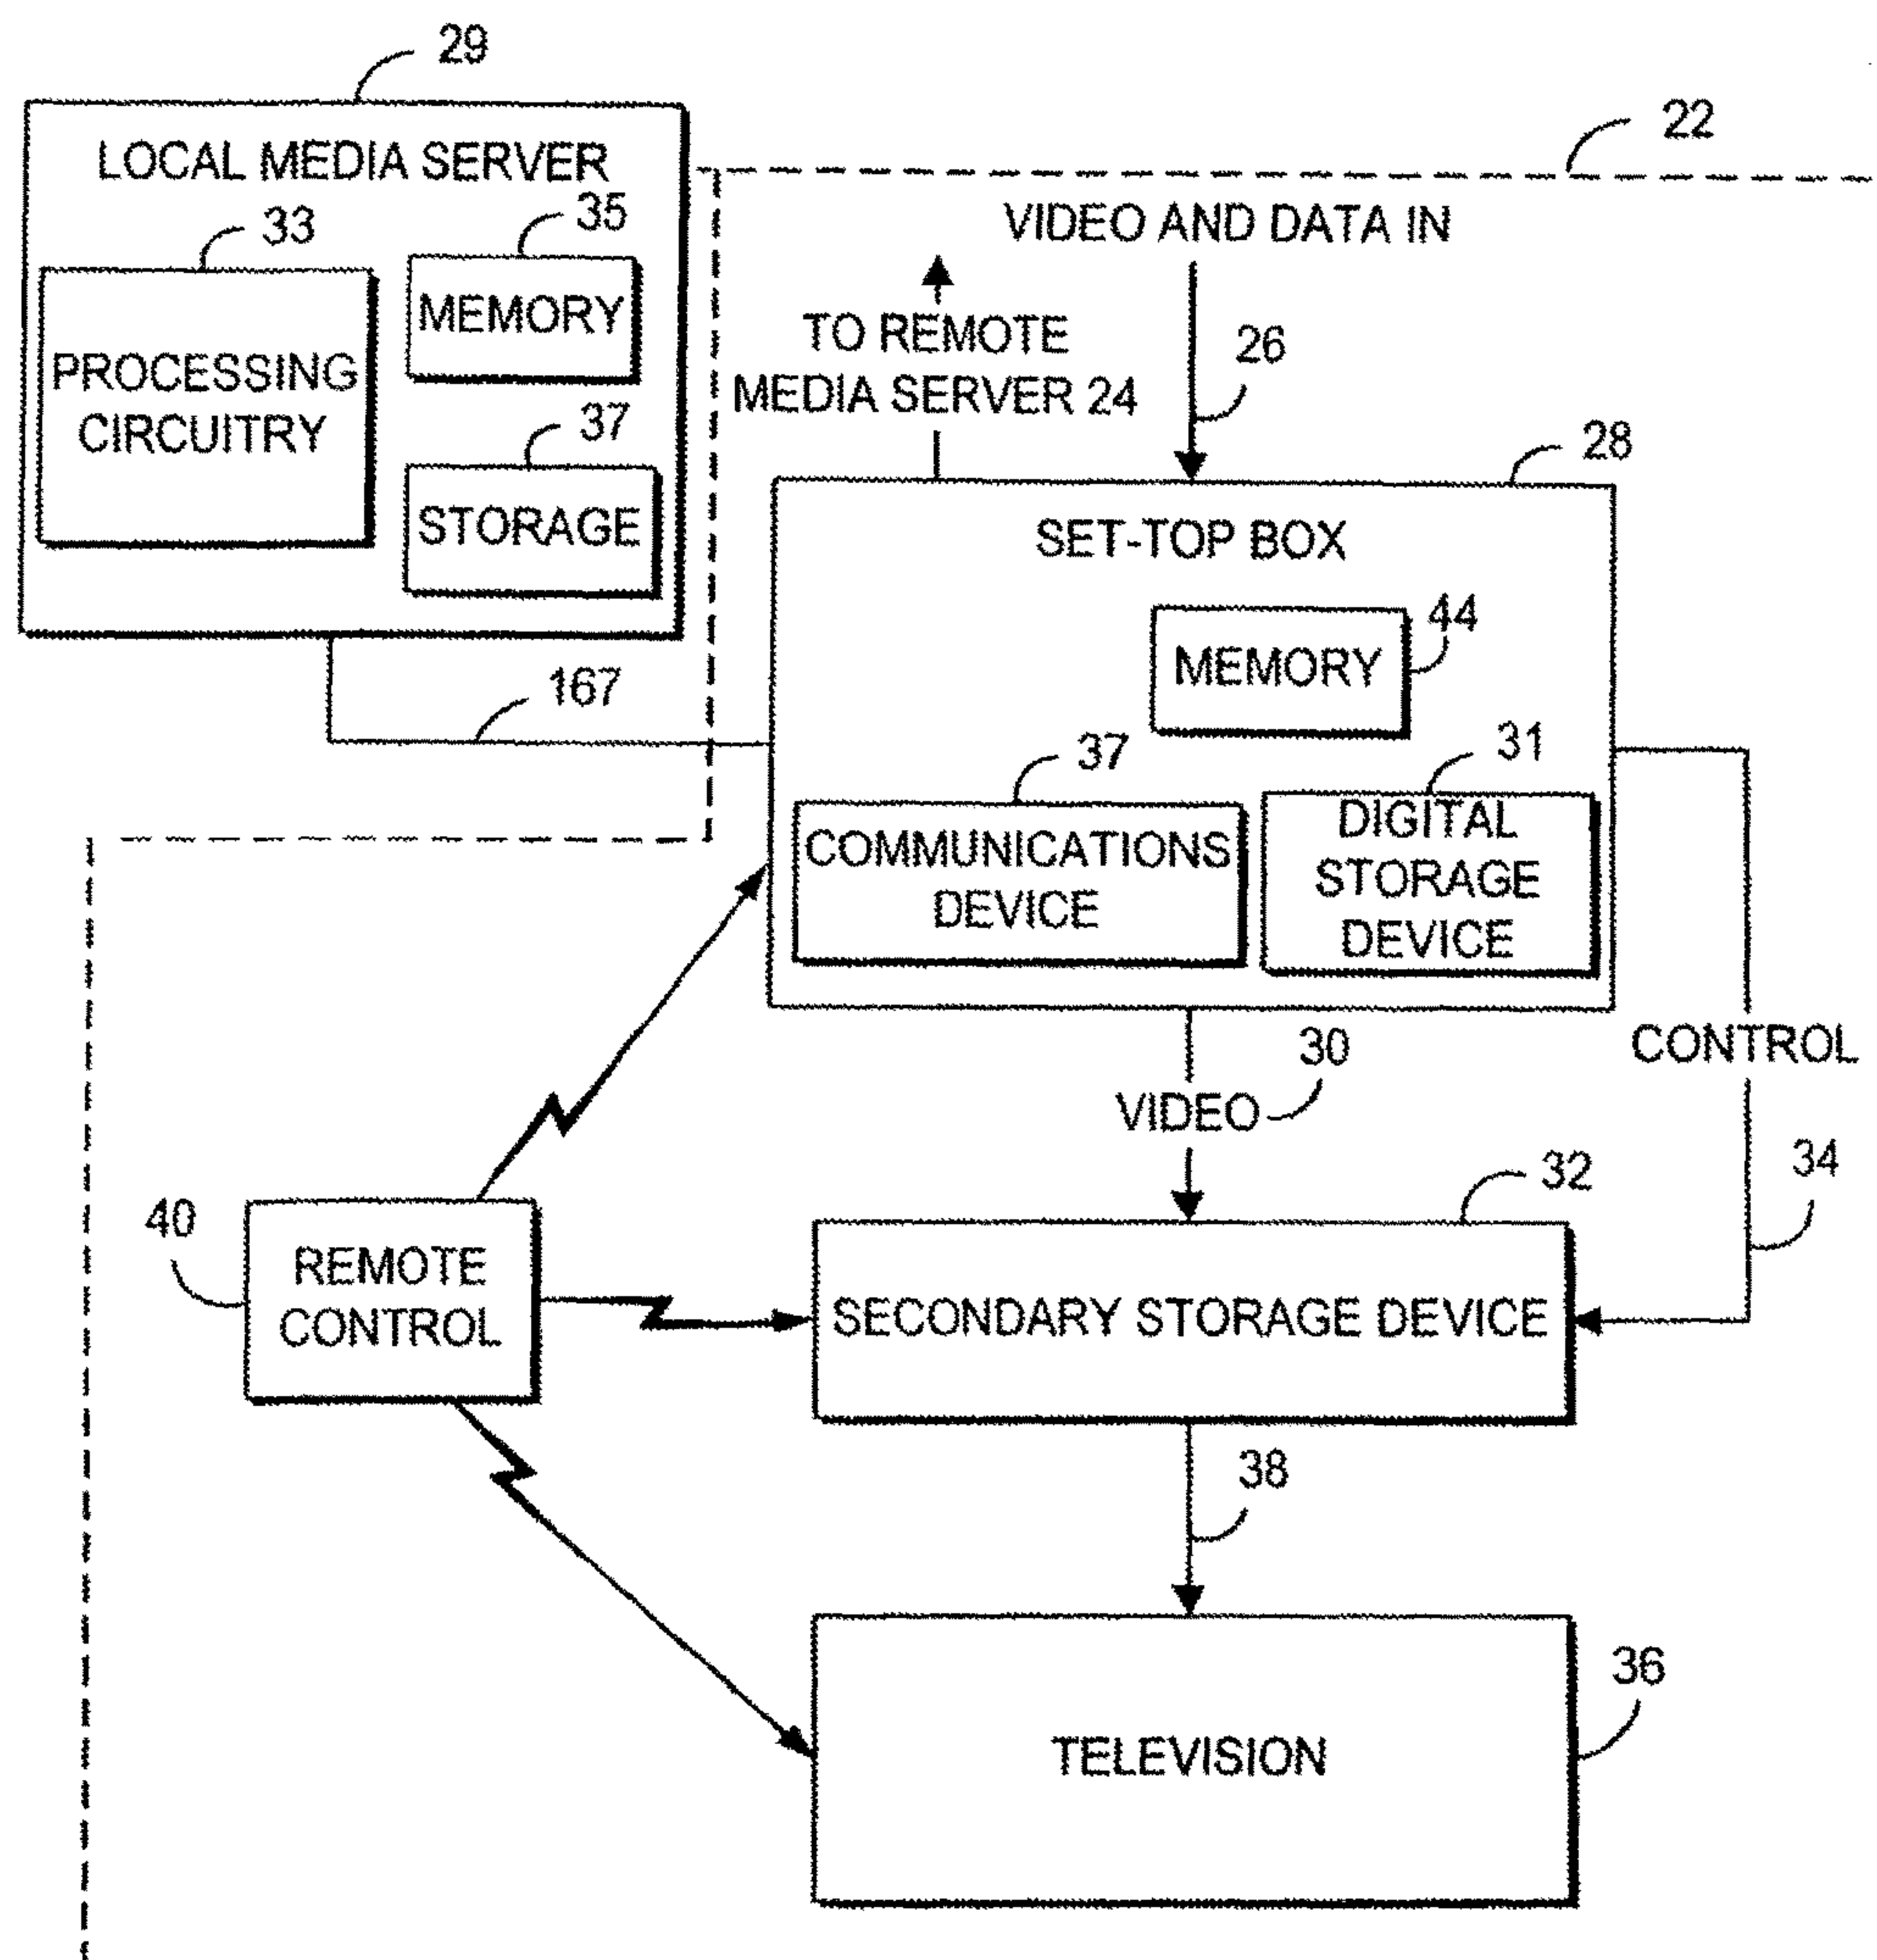 29
LOCAL MEDIA SERVER
33
35
PROCESSING
CIRCUITRY
MEMORY
37
STORAGE
22
VIDEO AND DATA IN
TO REMOTE
MEDIA SERVER 24
26
28
SET-TOP BOX
44
MEMORY
167
37
COMMUNICATIONS
DEVICE
31
DIGITAL
STORAGE
DEVICE
CONTROL
30
VIDEO
34
32
SECONDARY STORAGE DEVICE
40
REMOTE
CONTROL
38
36
TELEVISION